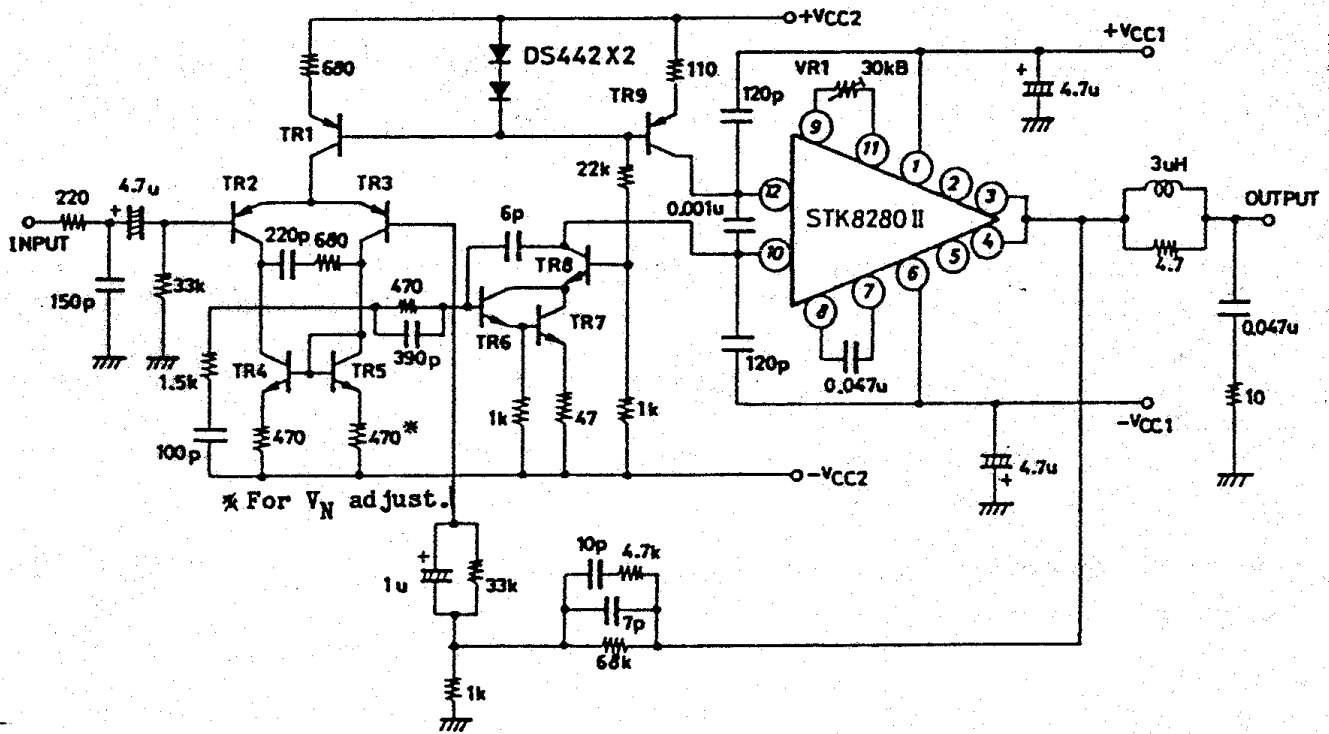 +VCC2
+VCC1
680
DS442X2
110
VR1 30kB
TR9
120p
4.7u
+
TR1
9
11
1
2
3
22k
3uH
220
4.7u
+
TR2
TR3
12
OUTPUT
INPUT
6p
0.001u
STK8280 II
220p 680
10
4
5
6
7
8
TR8
4.7
150p
33k
470
TR7
0.047u
390p
TR6
120p
TR4
TR5
1.5k
0.047u
10
1k
47
1k
-VCC1
470
470*
100p
4.7u
+
-VCC2
* For VN adjust.
+
1u
33k
10p
4.7k
7p
68k
1k